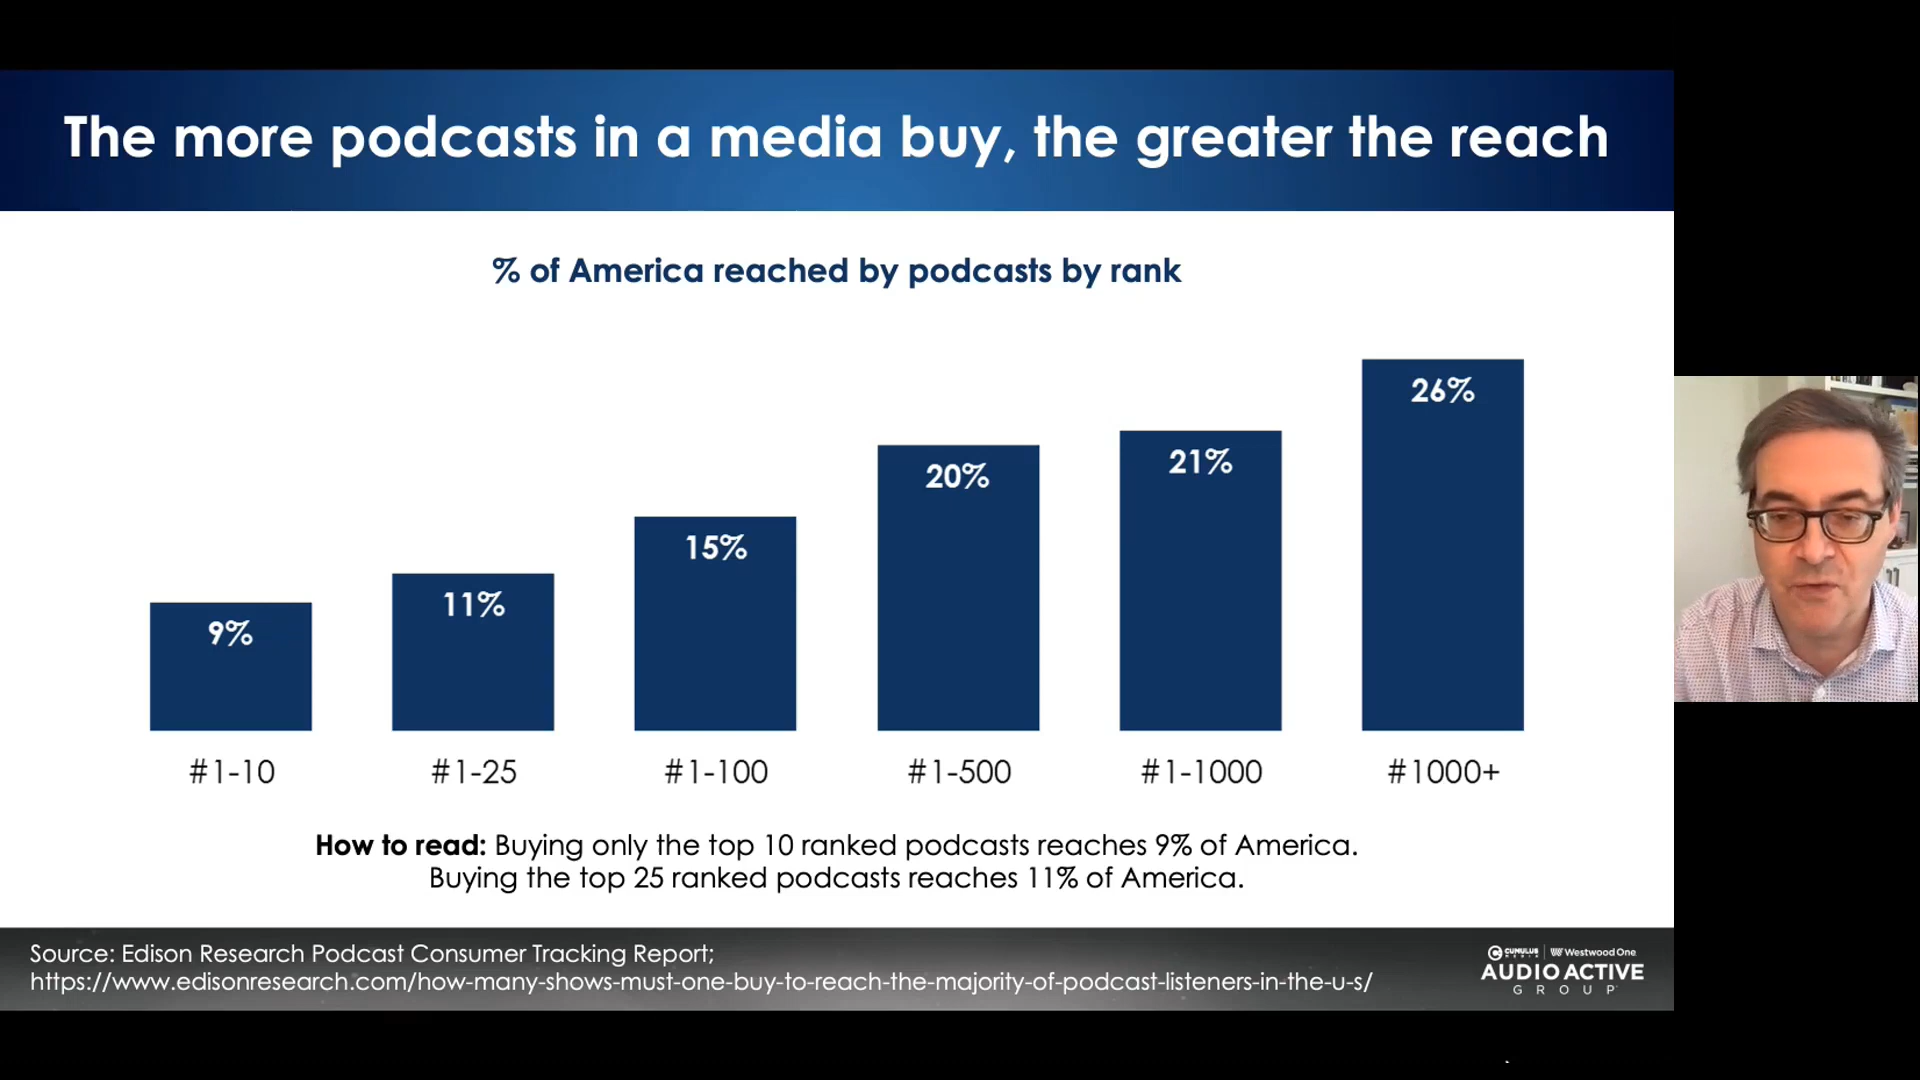 The more podcasts in a media buy, the greater the reach
% of America reached by podcasts by rank
9%
11%
15%
20%
21%
26%
#1-10
#1-25
#1-100
#1-500
#1-1000
#1000+
How to read: Buying only the top 10 ranked podcasts reaches 9% of America.
Buying the top 25 ranked podcasts reaches 11% of America.
Source: Edison Research Podcast Consumer Tracking Report;
https://www.edisonresearch.com/how-many-shows-must-one-buy-to-reach-the-majority-of-podcast-listeners-in-the-u-s/
CUMULUS MEDIA | Westwood One
AUDIO ACTIVE
GROUP